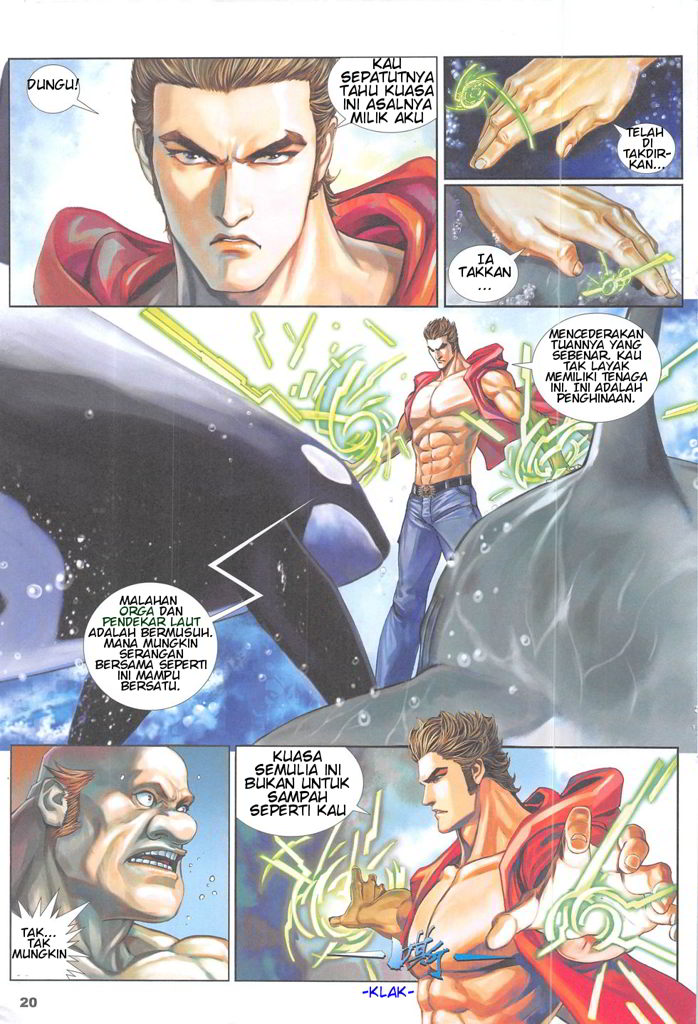 DUNGU!
KAU
SEPATUTNYA
TAHU KUASA
INI ASALNYA
MILIK AKU
TELAH
DI
TAKDIR-
KAN...
IA
TAKKAN
...
MENCEDERAKAN
TUANNYA YANG
SEBENAR. KAU
TAK LAYAK
MEMILIKI TENAGA
INI. INI ADALAH
PENGHINAAN.
MALAHAN
ORGA DAN
PENDEKAR LAUT
ADALAH BERMUSUH.
MANA MUNGKIN
SERANGAN
BERSAMA SEPERTI
INI MAMPU
BERSATU.
TAK...
TAK
MUNGKIN
KUASA
SEMULIA INI
BUKAN UNTUK
SAMPAH
SEPERTI KAU
-KLAK-
20